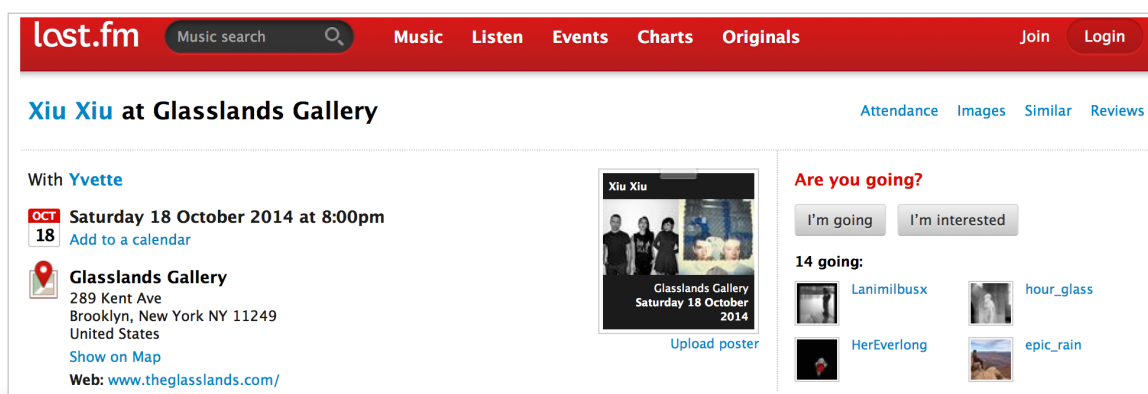 last.fm Music search Music Listen Events Charts Originals Join Login
Xiu Xiu at Glasslands Gallery
Attendance Images Similar Reviews
With Yvette
OCT
18
Saturday 18 October 2014 at 8:00pm
Add to a calendar
Glasslands Gallery
289 Kent Ave
Brooklyn, New York NY 11249
United States
Show on Map
Web: www.theglasslands.com/
Xiu Xiu
Glasslands Gallery
Saturday 18 October
2014
Upload poster
Are you going?
I'm going I'm interested
14 going:
Lanimilbusx hour_glass
HerEverlong epic_rain